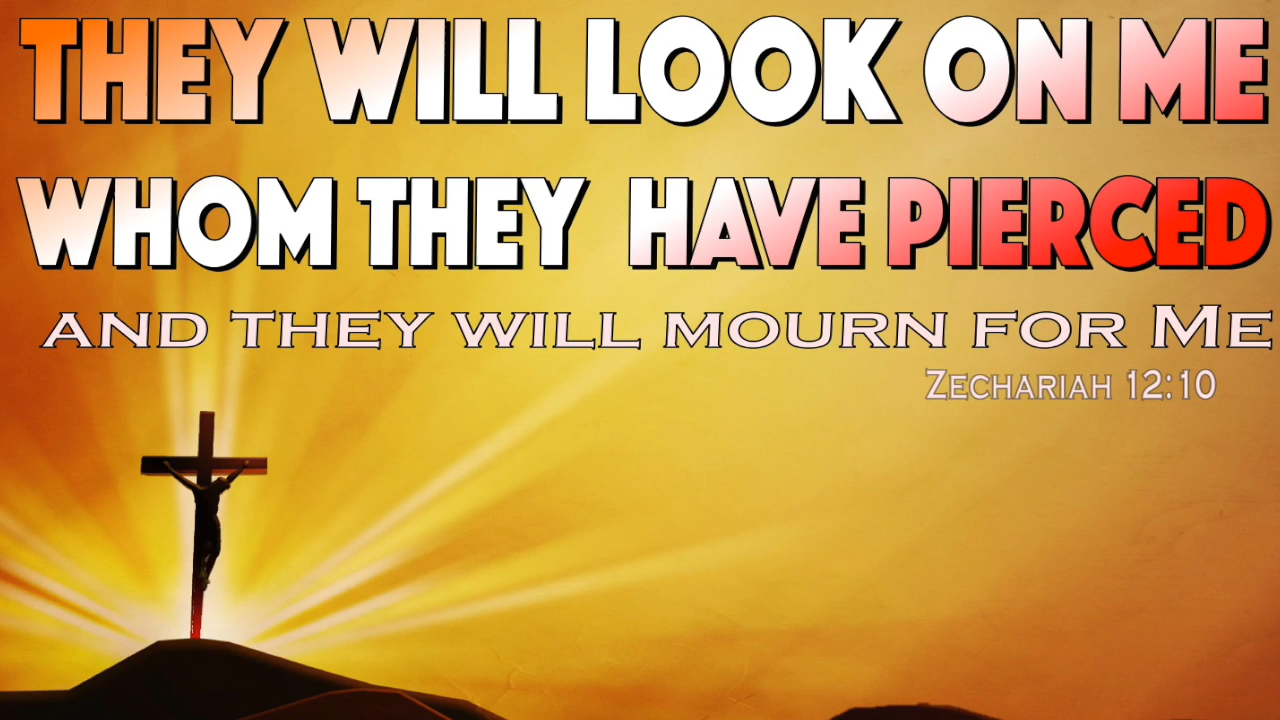 THEY WILL LOOK ON ME
WHOM THEY HAVE PIERCED
AND THEY WILL MOURN FOR ME
ZECHARIAH 12:10